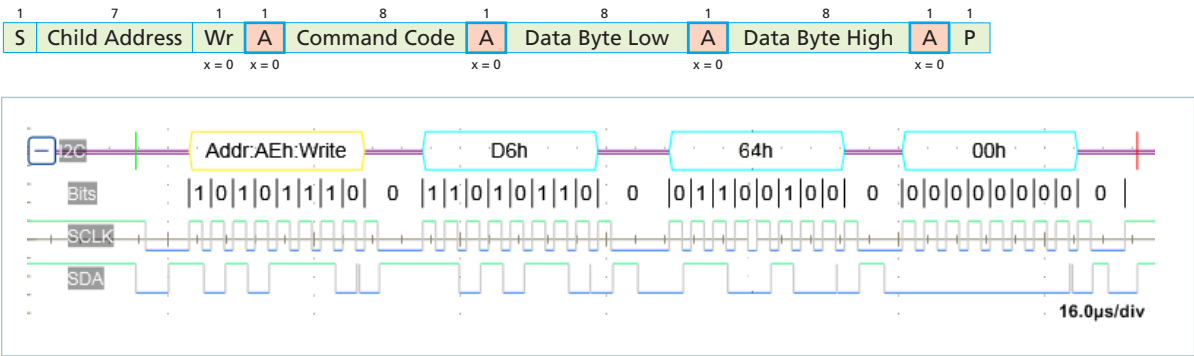 1 7 1 1 8 1 8 1 8 1 1
S Child Address Wr A Command Code A Data Byte Low A Data Byte High A P
x = 0 x = 0 x = 0 x = 0 x = 0
I2C Addr:AEh:Write D6h 64h 00h
Bits 1 0 1 0 1 1 1 0 0 1 1 0 1 0 1 1 0 0 0 1 1 0 0 1 0 0 0 0 0 0 0 0 0 0 0 0 0
SCLK
SDA
16.0µs/div